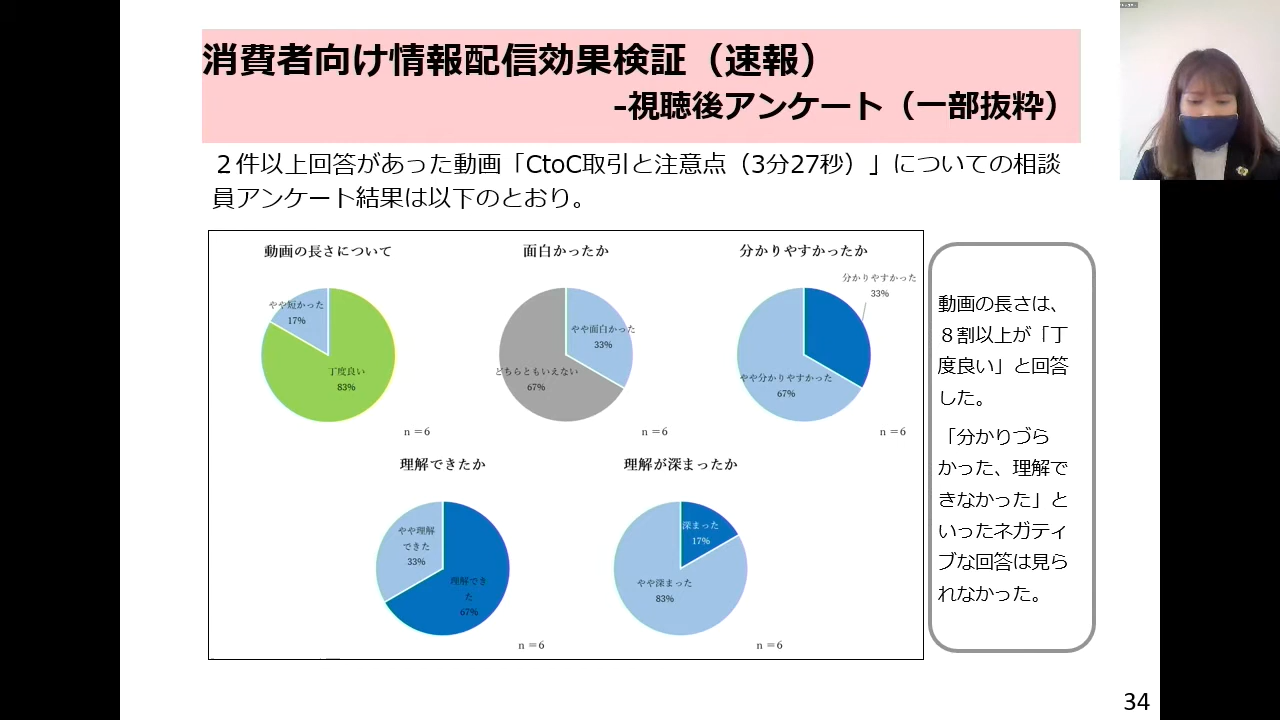 消費者向け情報配信効果検証（速報）
-視聴後アンケート（一部抜粋）
２件以上回答があった動画「CtoC取引と注意点（3分27秒）」についての相談
員アンケート結果は以下のとおり。
動画の長さについて
やや短かった
17%
丁度良い
83%
n＝6
面白かったか
やや面白かった
33%
どちらともいえない
67%
n＝6
分かりやすかったか
分かりやすかった
33%
やや分かりやすかった
67%
n＝6
理解できたか
やや理解
できた
33%
理解でき
た
67%
n＝6
理解が深まったか
深まった
17%
やや深まった
83%
n＝6
動画の長さは、
８割以上が「丁
度良い」と回答
した。
「分かりづら
かった、理解で
きなかった」と
いったネガティ
ブな回答は見ら
れなかった。
34